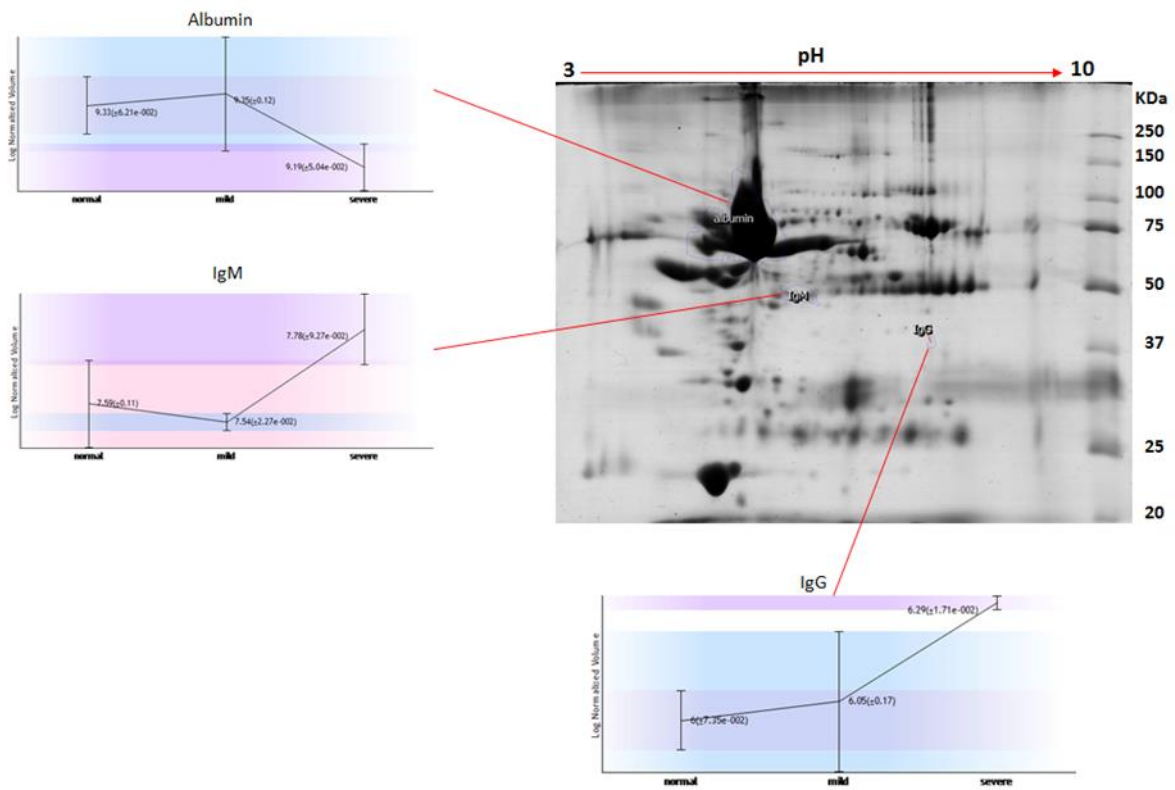 Albumin
Log Normalised Volume
9.33(±6.21e-002)
9.35(±0.12)
9.19(±5.04e-002)
normal mild severe
IgM
Log Normalised Volume
7.59(±0.11)
7.54(±2.27e-002)
7.78(±9.27e-002)
normal mild severe
pH
3 10
KDa
250
150
100
75
50
37
25
20
albumin
IgM
IgG
IgG
Log Normalised Volume
6(±7.35e-002)
6.05(±0.17)
6.29(±1.71e-002)
normal mild severe